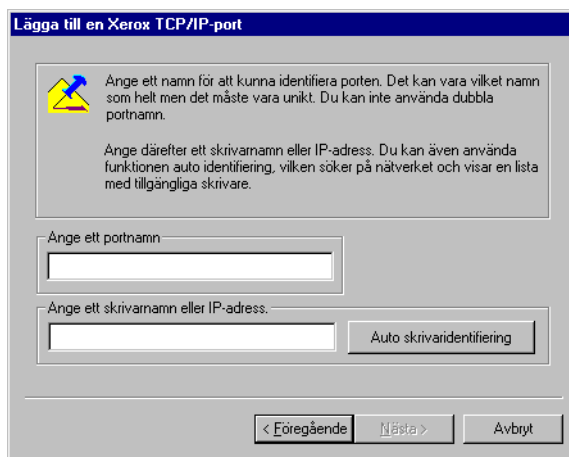 Lägga till en Xerox TCP/IP-port
Ange ett namn för att kunna identifiera porten. Det kan vara vilket namn
som helt men det måste vara unikt. Du kan inte använda dubbla
portnamn.
Ange därefter ett skrivarnamn eller IP-adress. Du kan även använda
funktionen auto identifiering, vilken söker på nätverket och visar en lista
med tillgängliga skrivare.
Ange ett portnamn
Ange ett skrivarnamn eller IP-adress.
Auto skrivaridentifiering
< Föregående
Nästa >
Avbryt